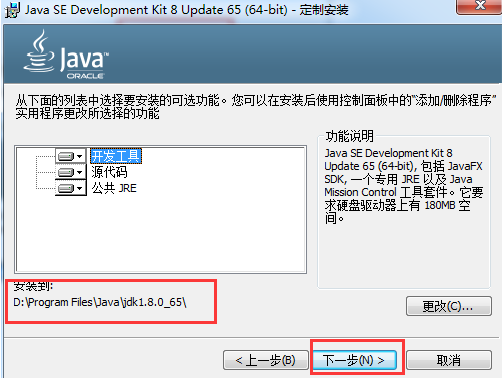 Java SE Development Kit 8 Update 65 (64-bit) - 定制安装
Java
ORACLE
从下面的列表中选择要安装的可选功能。您可以在安装后使用控制面板中的“添加/删除程序”
实用程序更改所选择的功能
开发工具
源代码
公共 JRE
功能说明
Java SE Development Kit 8
Update 65 (64-bit), 包括 JavaFX
SDK, 一个专用 JRE 以及 Java
Mission Control 工具套件。它要
求硬盘驱动器上有 180MB 空
间。
安装到:
D:\Program Files\Java\jdk1.8.0_65\
更改(C)...
< 上一步(B)
下一步(N) >
取消